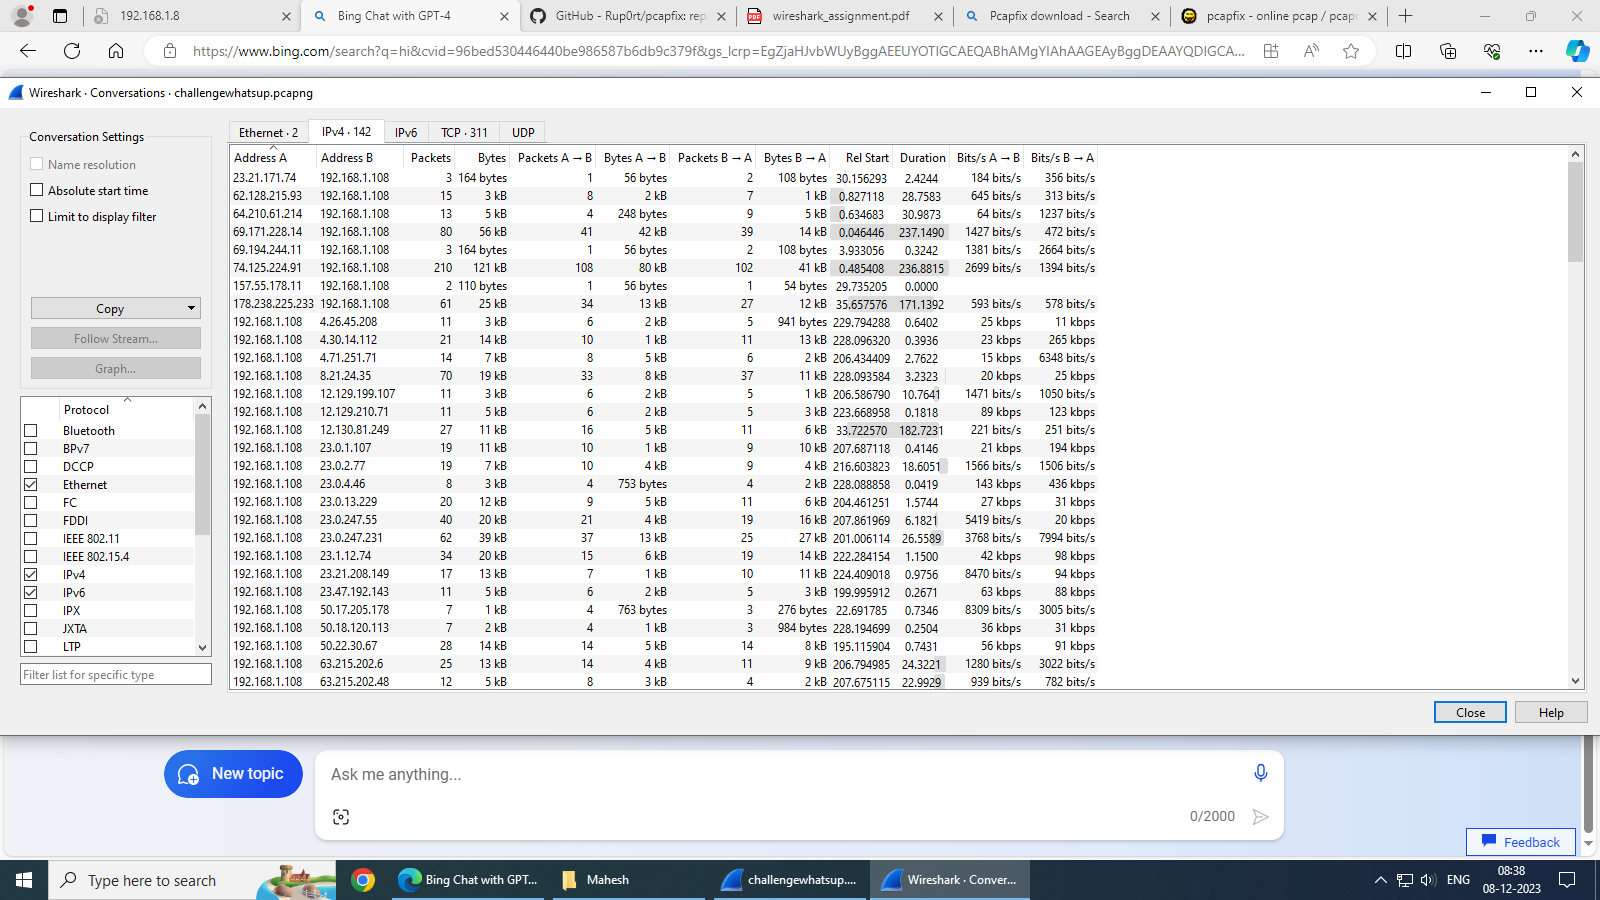 192.168.1.8
Bing Chat with GPT-4
GitHub - Rup0rt/pcapfix: rep
wireshark_assignment.pdf
Pcapfix download - Search
pcapfix - online pcap / pcapn
https://www.bing.com/search?q=hi&cvid=96bed530446440be986587b6db9c379f&gs_lcrp=EgZjaHJvbWUyBggAEEUYOTIGCAEQABhAMgYIAhAAGEAyBggDEAAYQDIGCA...
Wireshark · Conversations · challengewhatsup.pcapng
Conversation Settings
Name resolution
Absolute start time
Limit to display filter
Copy
Follow Stream...
Graph...
Protocol
Bluetooth
BPv7
DCCP
Ethernet
FC
FDDI
IEEE 802.11
IEEE 802.15.4
IPv4
IPv6
IPX
JXTA
LTP
Filter list for specific type
Ethernet · 2 IPv4 · 142 IPv6 TCP · 311 UDP
Address A Address B Packets Bytes Packets A → B Bytes A → B Packets B → A Bytes B → A Rel Start Duration Bits/s A → B Bits/s B → A
23.21.171.74 192.168.1.108 3 164 bytes 1 56 bytes 2 108 bytes 30.156293 2.4244 184 bits/s 356 bits/s
62.128.215.93 192.168.1.108 15 3 kB 8 2 kB 7 1 kB 0.827118 28.7583 645 bits/s 313 bits/s
64.210.61.214 192.168.1.108 13 5 kB 4 248 bytes 9 5 kB 0.634683 30.9873 64 bits/s 1237 bits/s
69.171.228.14 192.168.1.108 80 56 kB 41 42 kB 39 14 kB 0.046446 237.1490 1427 bits/s 472 bits/s
69.194.244.11 192.168.1.108 3 164 bytes 1 56 bytes 2 108 bytes 3.933056 0.3242 1381 bits/s 2664 bits/s
74.125.224.91 192.168.1.108 210 121 kB 108 80 kB 102 41 kB 0.485408 236.8815 2699 bits/s 1394 bits/s
157.55.178.11 192.168.1.108 2 110 bytes 1 56 bytes 1 54 bytes 29.735205 0.0000
178.238.225.233 192.168.1.108 61 25 kB 34 13 kB 27 12 kB 35.657576 171.1392 593 bits/s 578 bits/s
192.168.1.108 4.26.45.208 11 3 kB 6 2 kB 5 941 bytes 229.794288 0.6402 25 kbps 11 kbps
192.168.1.108 4.30.14.112 21 14 kB 10 1 kB 11 13 kB 228.096320 0.3936 23 kbps 265 kbps
192.168.1.108 4.71.251.71 14 7 kB 8 5 kB 6 2 kB 206.434409 2.7622 15 kbps 6348 bits/s
192.168.1.108 8.21.24.35 70 19 kB 33 8 kB 37 11 kB 228.093584 3.2323 20 kbps 25 kbps
192.168.1.108 12.129.199.107 11 3 kB 6 2 kB 5 1 kB 206.586790 10.7641 1471 bits/s 1050 bits/s
192.168.1.108 12.129.210.71 11 5 kB 6 2 kB 5 3 kB 223.668958 0.1818 89 kbps 123 kbps
192.168.1.108 12.130.81.249 27 11 kB 16 5 kB 11 6 kB 33.722570 182.7231 221 bits/s 251 bits/s
192.168.1.108 23.0.1.107 19 11 kB 10 1 kB 9 10 kB 207.687118 0.4146 21 kbps 194 kbps
192.168.1.108 23.0.2.77 19 7 kB 10 4 kB 9 4 kB 216.603823 18.6051 1566 bits/s 1506 bits/s
192.168.1.108 23.0.4.46 8 3 kB 4 753 bytes 4 2 kB 228.088858 0.0419 143 kbps 436 kbps
192.168.1.108 23.0.13.229 20 12 kB 9 5 kB 11 6 kB 204.461251 1.5744 27 kbps 31 kbps
192.168.1.108 23.0.247.55 40 20 kB 21 4 kB 19 16 kB 207.861969 6.1821 5419 bits/s 20 kbps
192.168.1.108 23.0.247.231 62 39 kB 37 13 kB 25 27 kB 201.006114 26.5589 3768 bits/s 7994 bits/s
192.168.1.108 23.1.12.74 34 20 kB 15 6 kB 19 14 kB 222.284154 1.1500 42 kbps 98 kbps
192.168.1.108 23.21.208.149 17 13 kB 7 1 kB 10 11 kB 224.409018 0.9756 8470 bits/s 94 kbps
192.168.1.108 23.47.192.143 11 5 kB 6 2 kB 5 3 kB 199.995912 0.2671 63 kbps 88 kbps
192.168.1.108 50.17.205.178 7 1 kB 4 763 bytes 3 276 bytes 22.691785 0.7346 8309 bits/s 3005 bits/s
192.168.1.108 50.18.120.113 7 2 kB 4 1 kB 3 984 bytes 228.194699 0.2504 36 kbps 31 kbps
192.168.1.108 50.22.30.67 28 14 kB 14 5 kB 14 8 kB 195.115904 0.7431 56 kbps 91 kbps
192.168.1.108 63.215.202.6 25 13 kB 14 4 kB 11 9 kB 206.794985 24.3221 1280 bits/s 3022 bits/s
192.168.1.108 63.215.202.48 12 5 kB 8 3 kB 4 2 kB 207.675115 22.9929 939 bits/s 782 bits/s
Close Help
New topic
Ask me anything...
0/2000
Feedback
Type here to search
Bing Chat with GPT...
Mahesh
challengewhatsup....
Wireshark · Conver...
ENG
08:38
08-12-2023